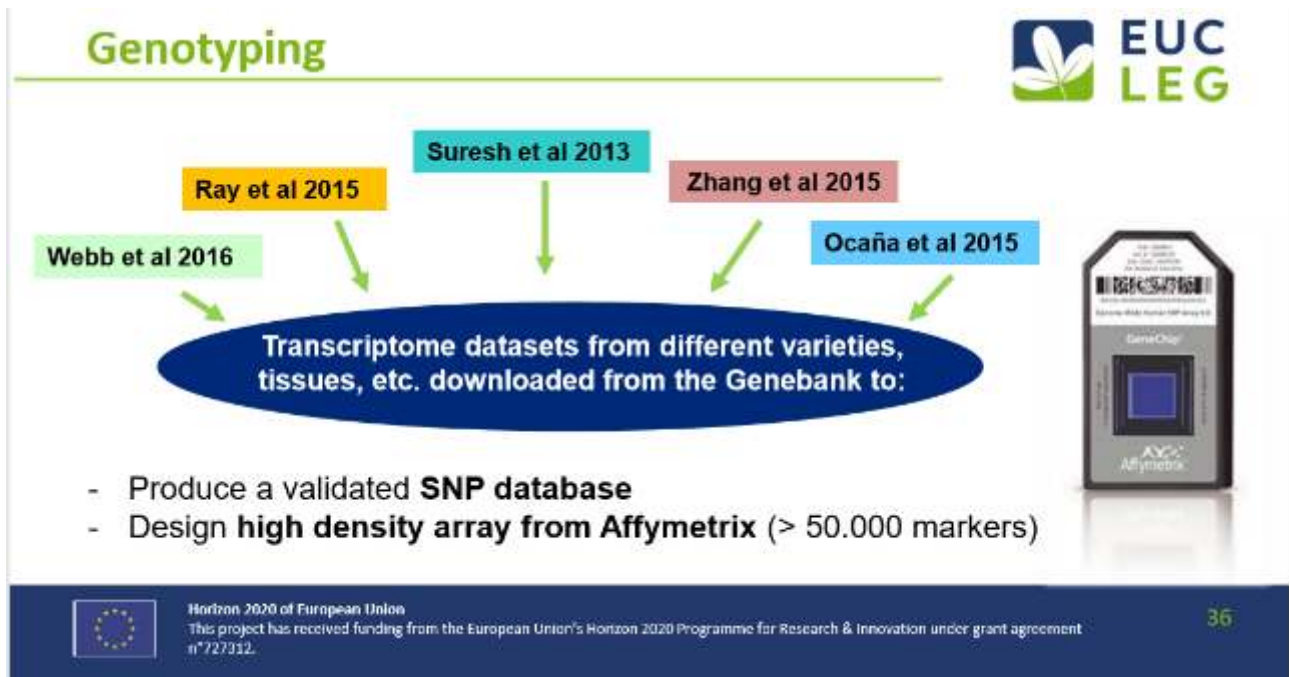 Genotyping
EUC
LEG
Suresh et al 2013
Ray et al 2015
Zhang et al 2015
Webb et al 2016
Ocaña et al 2015
Transcriptome datasets from different varieties,
tissues, etc. downloaded from the Genebank to:
GeneChip
Affymetrix
- Produce a validated SNP database
- Design high density array from Affymetrix (> 50.000 markers)
Horizon 2020 of European Union
This project has received funding from the European Union's Horizon 2020 Programme for Research & Innovation under grant agreement
n°727312.
36